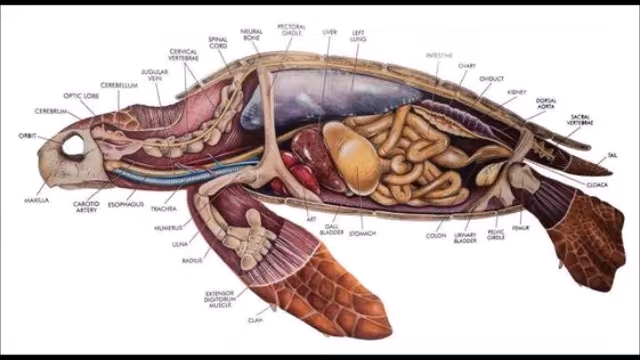 NEURAL
BONE
PECTORAL
GIRDLE
LIVER
LEFT
LUNG
SPINAL
CORD
CERVICAL
VERTEBRAE
JUGULAR
VEIN
CEREBELLUM
OPTIC LOBE
CEREBRUM
ORBIT
INTESTINE
OVARY
OVIDUCT
KIDNEY
DORSAL
AORTA
SACRAL
VERTEBRAE
TAIL
CLOACA
MAXILLA
CAROTID
ARTERY
ESOPHAGUS
TRACHEA
HUMERUS
ULNA
RADIUS
EXTENSOR
DIGITORUM
MUSCLE
CLAW
ART
GALL
BLADDER
STOMACH
COLON
URINARY
BLADDER
PELVIC
GIRDLE
FEMUR